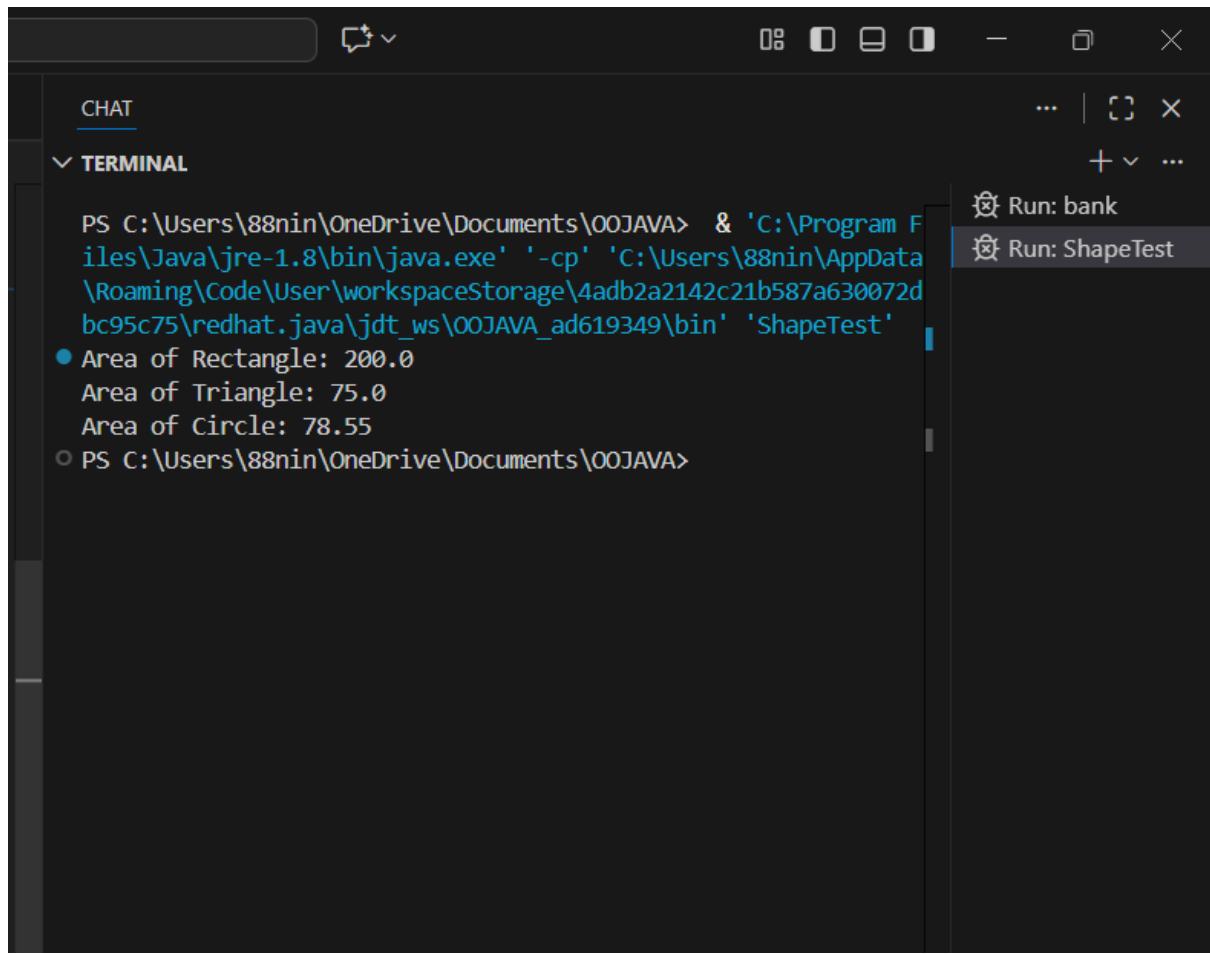 CHAT
TERMINAL
PS C:\Users\88nin\OneDrive\Documents\OOJAVA>  & 'C:\Program F
iles\Java\jre-1.8\bin\java.exe' '-cp' 'C:\Users\88nin\AppData
\Roaming\Code\User\workspaceStorage\4adb2a2142c21b587a630072d
bc95c75\redhat.java\jdt_ws\OOJAVA_ad619349\bin' 'ShapeTest'
Area of Rectangle: 200.0
Area of Triangle: 75.0
Area of Circle: 78.55
PS C:\Users\88nin\OneDrive\Documents\OOJAVA>
Run: bank
Run: ShapeTest